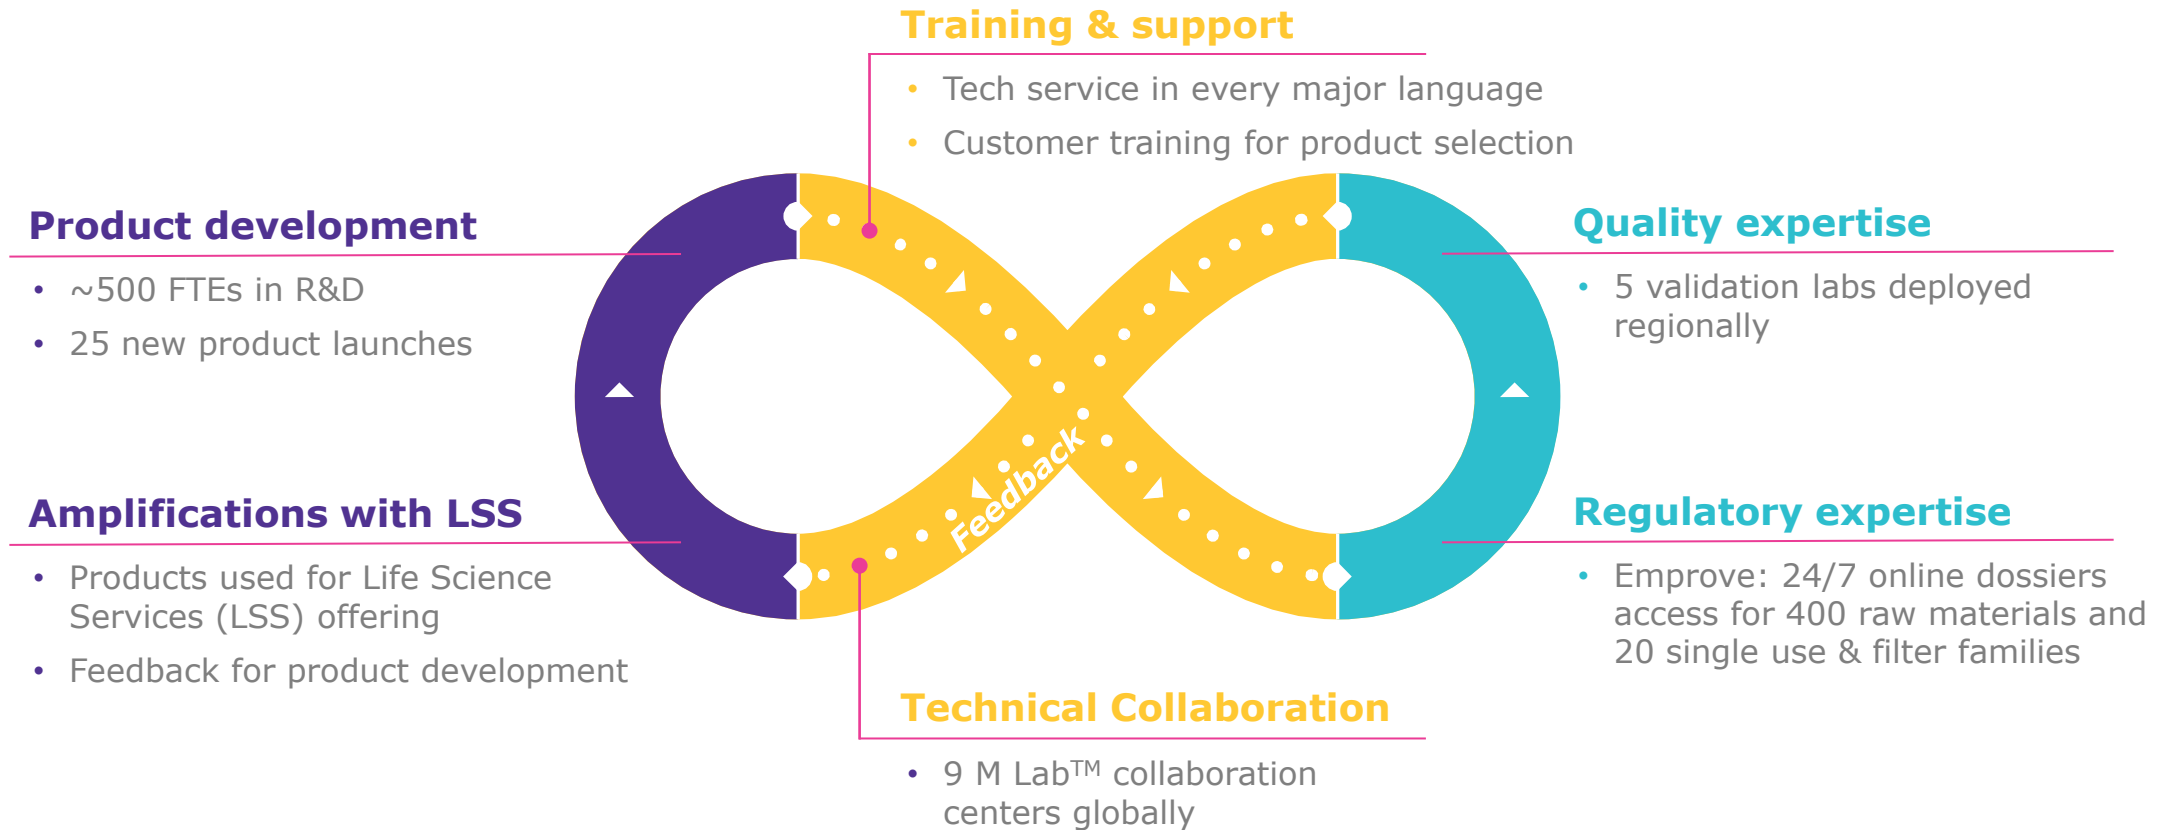 Training & support
• Tech service in every major language
• Customer training for product selection
Product development
• ~500 FTEs in R&D
• 25 new product launches
Quality expertise
• 5 validation labs deployed
regionally
Feedback
Amplifications with LSS
• Products used for Life Science
Services (LSS) offering
• Feedback for product development
Regulatory expertise
• Emprove: 24/7 online dossiers
access for 400 raw materials and
20 single use & filter families
Technical Collaboration
• 9 M Lab™ collaboration
centers globally